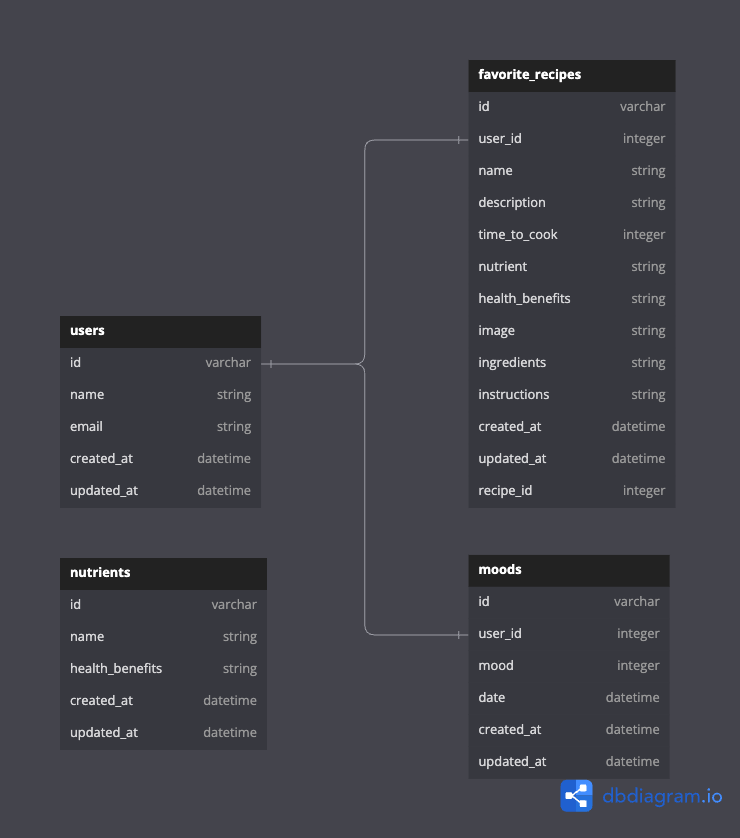 favorite_recipes
id varchar
user_id integer
name string
description string
time_to_cook integer
nutrient string
health_benefits string
image string
ingredients string
instructions string
created_at datetime
updated_at datetime
recipe_id integer
users
id varchar
name string
email string
created_at datetime
updated_at datetime
nutrients
id varchar
name string
health_benefits string
created_at datetime
updated_at datetime
moods
id varchar
user_id integer
mood integer
date datetime
created_at datetime
updated_at datetime
dbdiagram.io